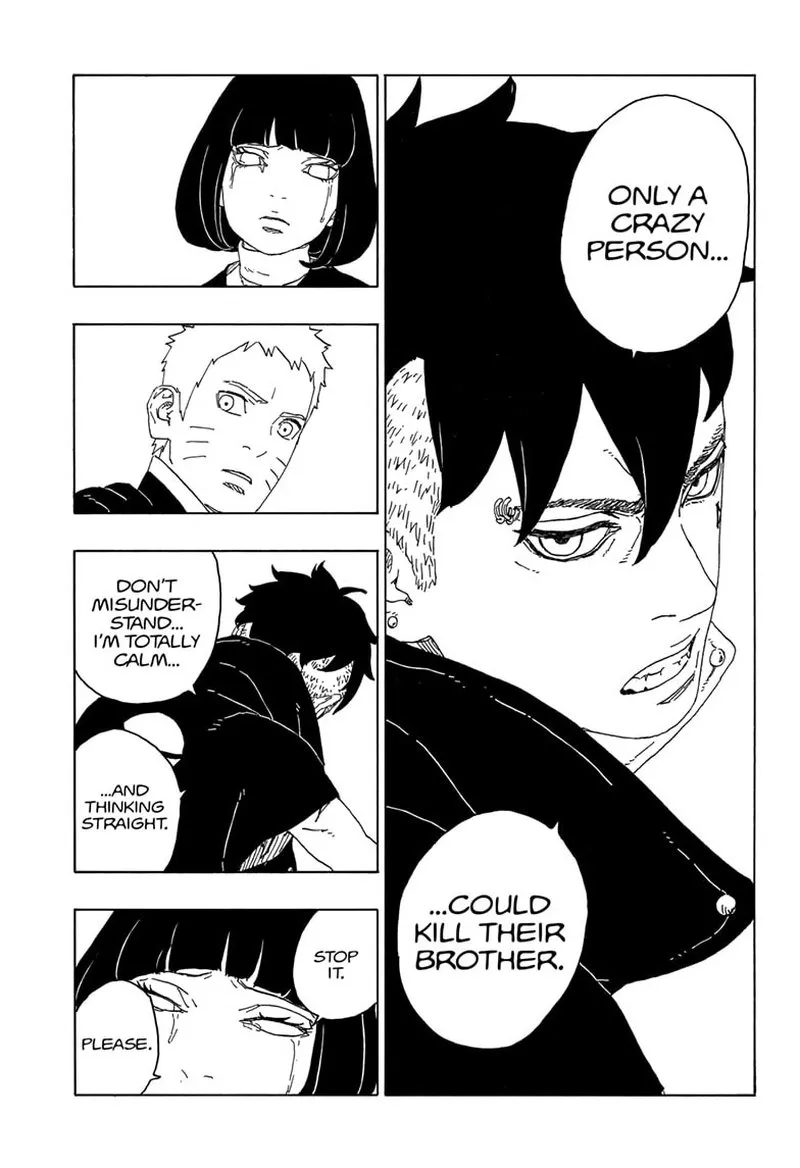 ONLY A
CRAZY
PERSON...
...COULD
KILL THEIR
BROTHER.
DON'T
MISUNDER-
STAND...
I'M TOTALLY
CALM...
...AND
THINKING
STRAIGHT.
STOP
IT.
PLEASE.